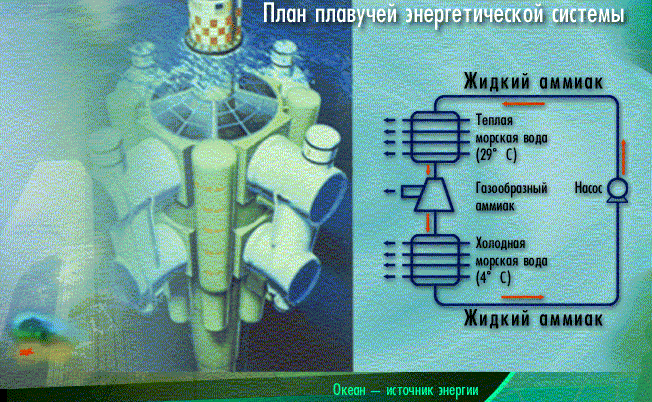 План плавучей энергетической системы
Жидкий аммиак
Теплая
морская вода
(29° С)
Газообразный
аммиак
Насос
Холодная
морская вода
(4° С)
Жидкий аммиак
Океан — источник энергии